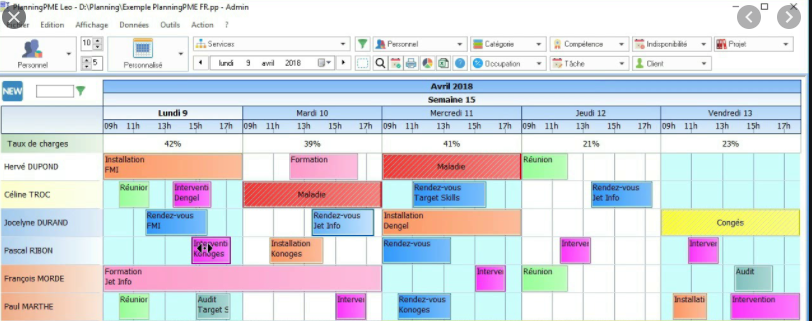 PlanningPME Leo - D:\Planning\Exemple PlanningPME FR.pp - Admin
Fichier Edition Affichage Données Outils Action ?
Personnel 10 5 Personnalisé
Services Personnel Catégorie Compétence Indisponibilité Projet
lundi 9 avril 2018 Occupation Tâche Client
NEW
Avril 2018
Semaine 15
Lundi 9 Mardi 10 Mercredi 11 Jeudi 12 Vendredi 13
09h 11h 13h 15h 17h 09h 11h 13h 15h 17h 09h 11h 13h 15h 17h 09h 11h 13h 15h 17h 09h 11h 13h 15h 17h
Taux de charges 42% 39% 41% 21% 23%
Hervé DUPOND
Installation
FMI
Formation
Maladie
Réunion
Céline TROC
Réunion
Interventi
Dengel
Maladie
Rendez-vous
Target Skills
Rendez-vous
Jet Info
Jocelyne DURAND
Rendez-vous
FMI
Rendez-vous
Jet Info
Installation
Dengel
Congés
Pascal RIBON
Interventi
Konoges
Installation
Konoges
Rendez-vous
Interver
Interver
François MORDE
Formation
Jet Info
Interver
Réunion
Audit
Paul MARTHE
Réunion
Audit
Target S
Interver
Rendez-vous
Konoges
Installati
Intervention